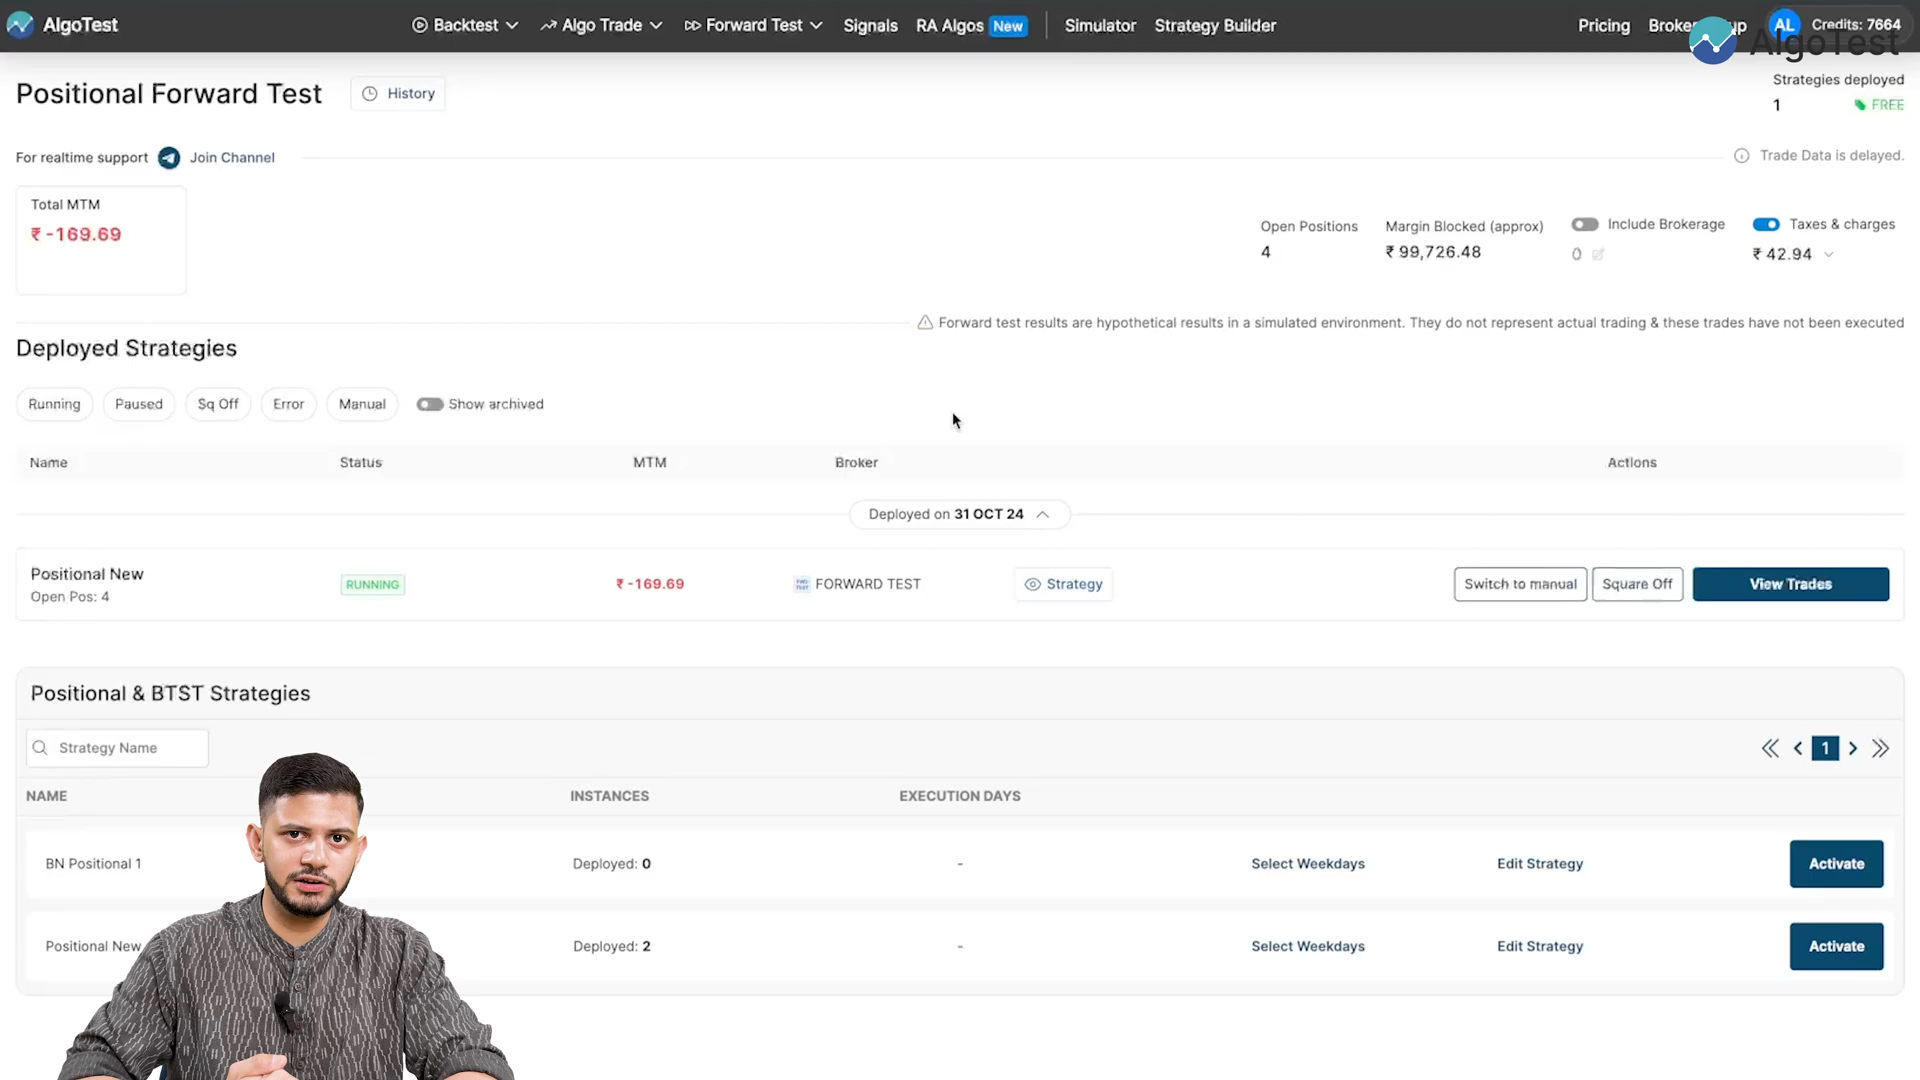 AlgoTest
Backtest Algo Trade Forward Test Signals RA Algos New Simulator Strategy Builder Pricing AL Credits: 7664
AlgoTest
Positional Forward Test History
Strategies deployed
1 FREE
For realtime support Join Channel
Trade Data is delayed.
Total MTM
₹ -169.69
Open Positions
4
Margin Blocked (approx)
₹ 99,726.48
Include Brokerage
0
Taxes & charges
₹ 42.94
Forward test results are hypothetical results in a simulated environment. They do not represent actual trading & these trades have not been executed
Deployed Strategies
Running Paused Sq Off Error Manual Show archived
Name Status MTM Broker Actions
Deployed on 31 OCT 24
Positional New
Open Pos: 4
RUNNING ₹ -169.69 FORWARD TEST Strategy Switch to manual Square Off View Trades
Positional & BTST Strategies
Strategy Name 1
NAME INSTANCES EXECUTION DAYS
BN Positional 1 Deployed: 0 - Select Weekdays Edit Strategy Activate
Positional New Deployed: 2 - Select Weekdays Edit Strategy Activate